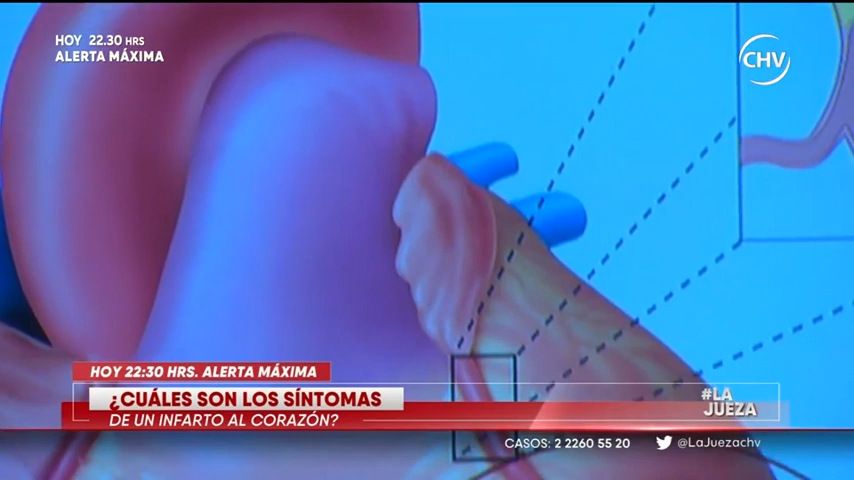 HOY 22.30 HRS
ALERTA MÁXIMA
CHV
HOY 22:30 HRS. ALERTA MÁXIMA
¿CUÁLES SON LOS SÍNTOMAS
DE UN INFARTO AL CORAZÓN?
#LA
JUEZA
CASOS: 2 2260 55 20
@LaJuezachv